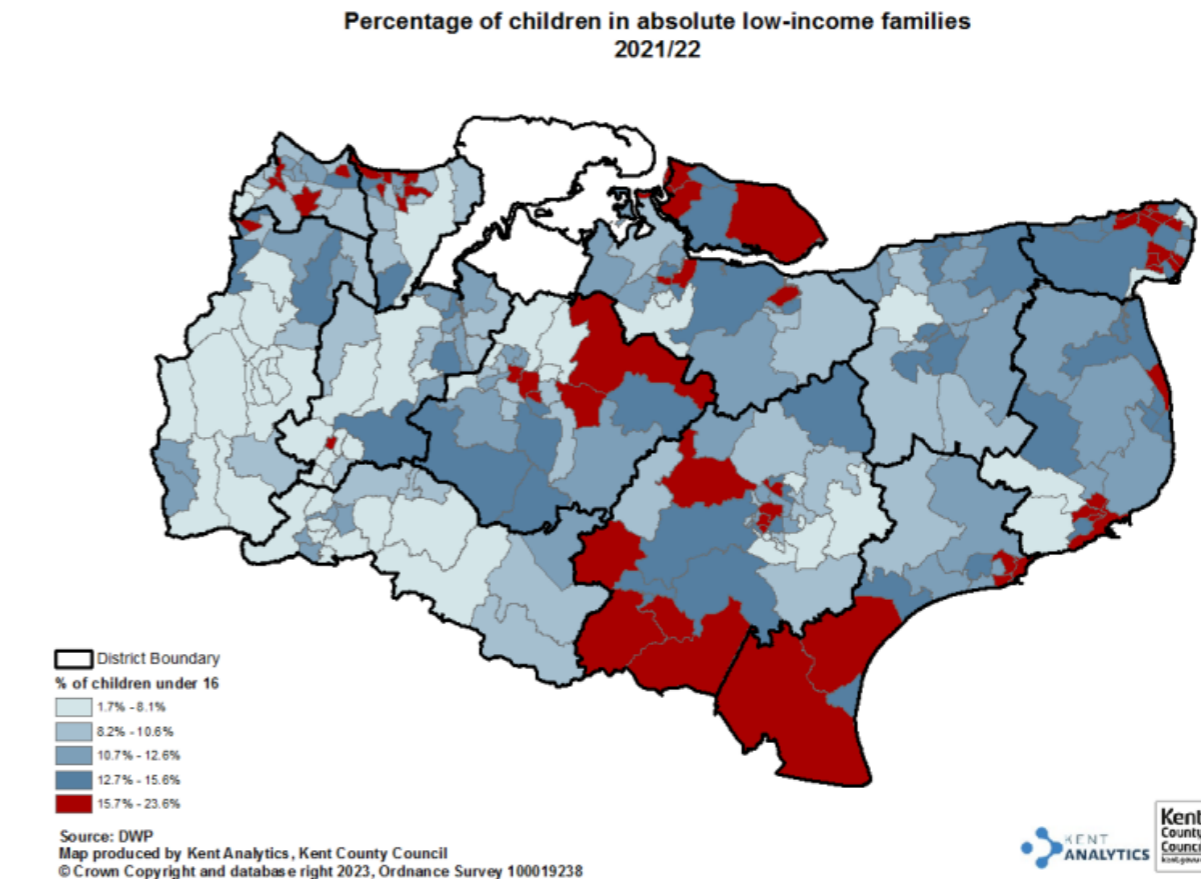 Percentage of children in absolute low-income families
2021/22
District Boundary
% of children under 16
1.7% - 8.1%
8.2% - 10.6%
10.7% - 12.6%
12.7% - 15.6%
15.7% - 23.6%
Source: DWP
Map produced by Kent Analytics, Kent County Council
© Crown Copyright and database right 2023, Ordnance Survey 100019238
KENT
ANALYTICS
Kent
County
Council